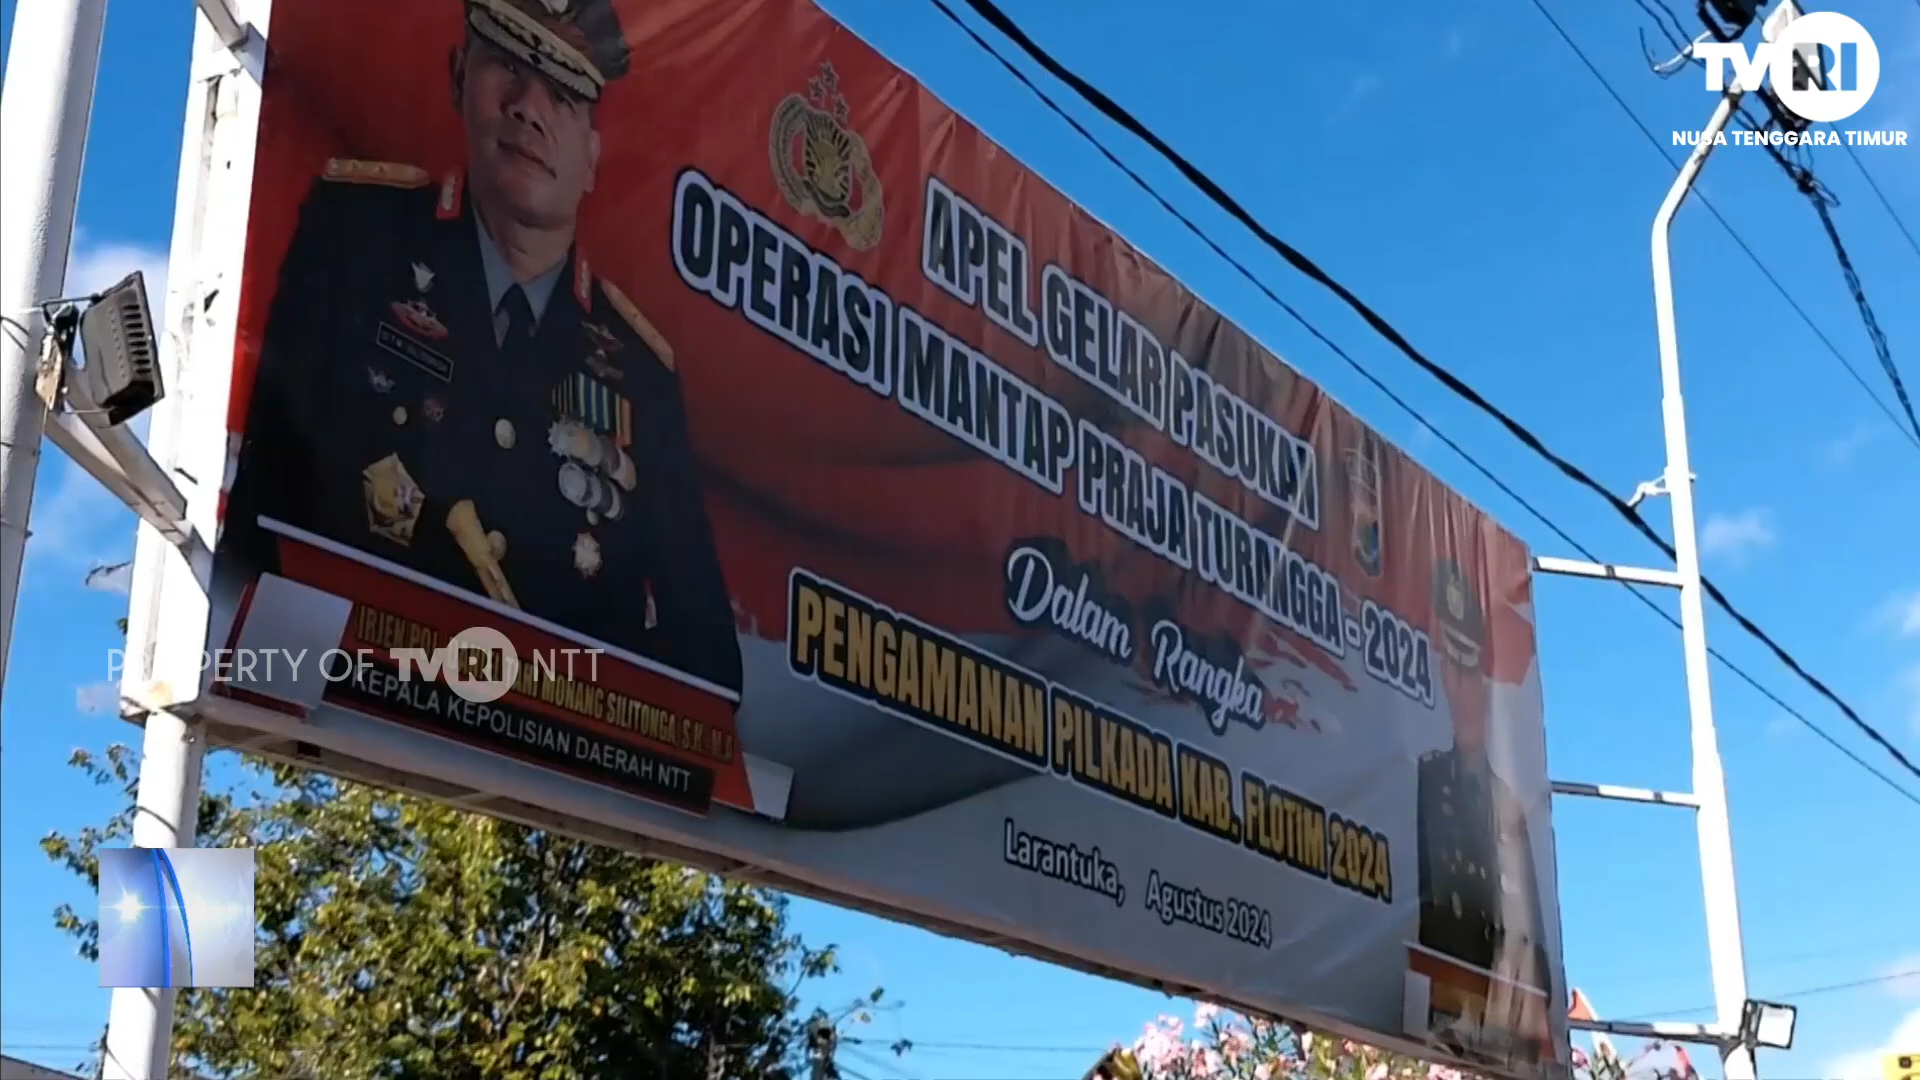 TVRI
NUSA TENGGARA TIMUR
APEL GELAR PASUKAN
OPERASI MANTAP PRAJA TURANGGA - 2024
Dalam Rangka
PENGAMANAN PILKADA KAB. FLOTIM 2024
Larantuka, Agustus 2024
IRJEN POL. MONANG SILITONGA, S.H., M.A
KEPALA KEPOLISIAN DAERAH NTT
PROPERTY OF TVRI NTT